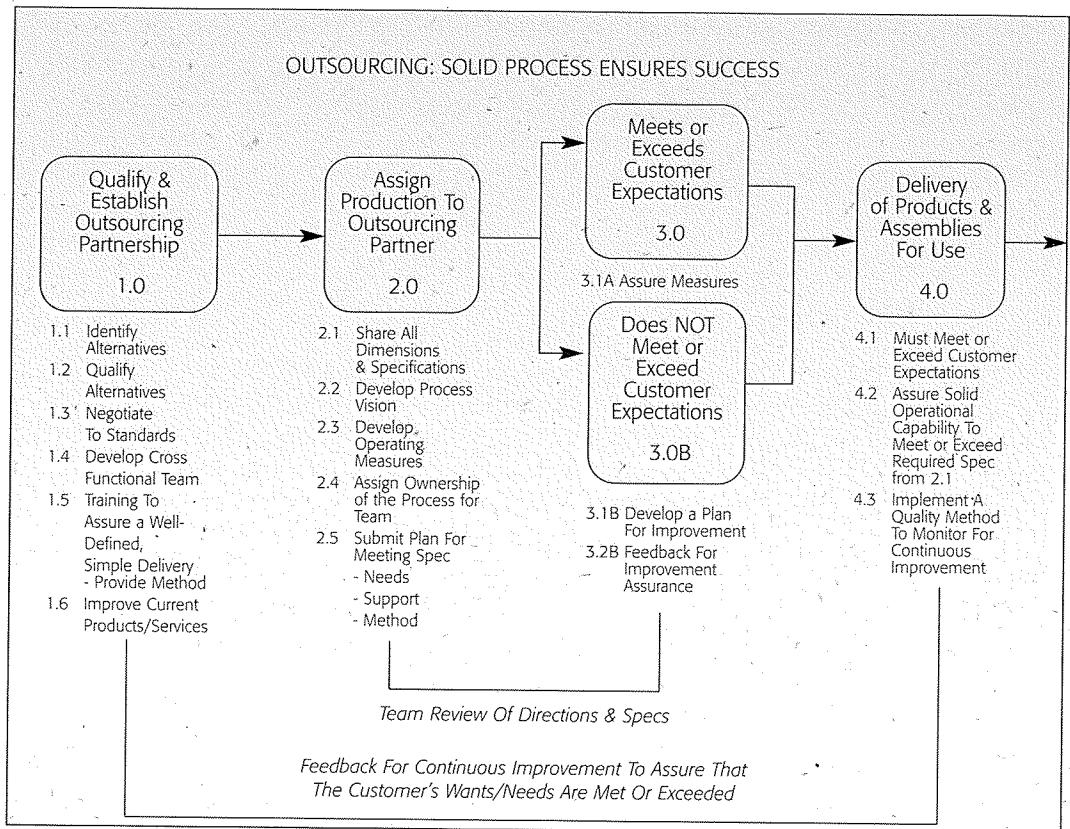 OUTSOURCING: SOLID PROCESS ENSURES SUCCESS
Qualify &
Establish
Outsourcing
Partnership
1.0
1.1 Identify
Alternatives
1.2 Qualify
Alternatives
1.3 Negotiate
To Standards
1.4 Develop Cross
Functional Team
1.5 Training To
Assure a Well-
Defined,
Simple Delivery
- Provide Method
1.6 Improve Current
Products/Services
Assign
Production To
Outsourcing
Partner
2.0
2.1 Share All
Dimensions
& Specifications
2.2 Develop Process
Vision
2.3 Develop
Operating
Measures
2.4 Assign Ownership
of the Process for
Team
2.5 Submit Plan For
Meeting Spec
- Needs
- Support
- Method
Meets or
Exceeds
Customer
Expectations
3.0
3.1A Assure Measures
Does NOT
Meet or
Exceed
Customer
Expectations
3.0B
3.1B Develop a Plan
For Improvement
3.2B Feedback For
Improvement
Assurance
Delivery
of Products &
Assemblies
For Use
4.0
4.1 Must Meet or
Exceed Customer
Expectations
4.2 Assure Solid
Operational
Capability To
Meet or Exceed
Required Spec
from 2.1
4.3 Implement A
Quality Method
To Monitor For
Continuous
Improvement
Team Review Of Directions & Specs
Feedback For Continuous Improvement To Assure That
The Customer's Wants/Needs Are Met Or Exceeded